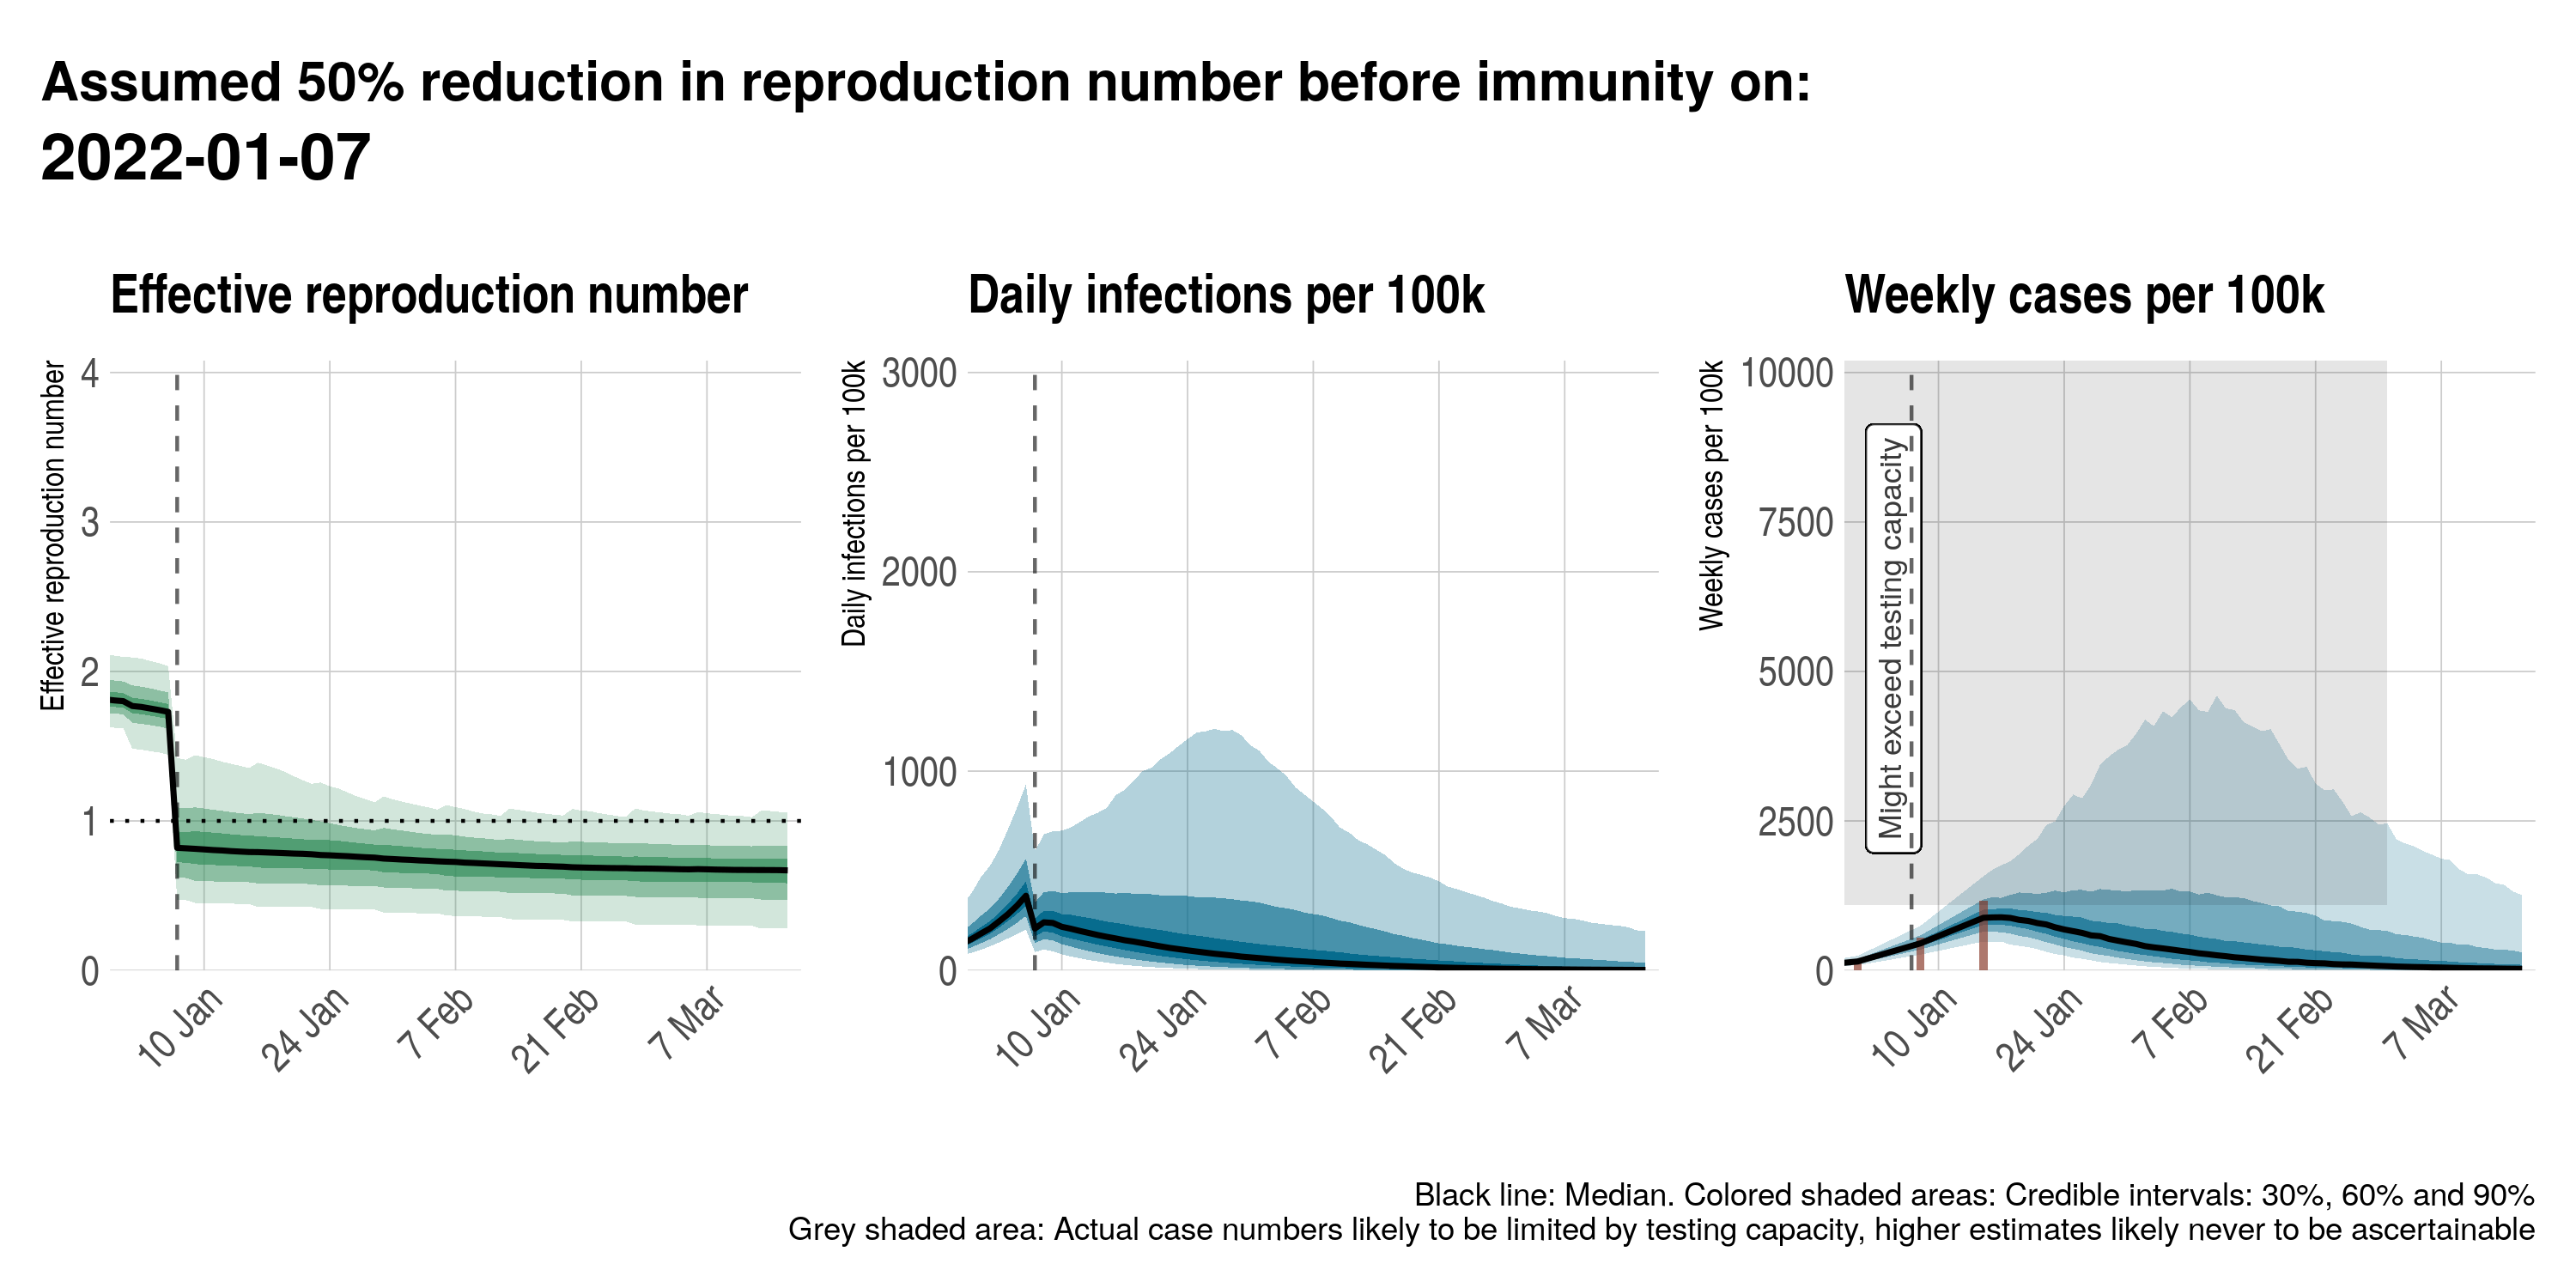 Assumed 50% reduction in reproduction number before immunity on:
2022-01-07
Effective reproduction number
Effective reproduction number
4
3
2
1
0
10 Jan
24 Jan
7 Feb
21 Feb
7 Mar
Daily infections per 100k
Daily infections per 100k
3000
2000
1000
0
10 Jan
24 Jan
7 Feb
21 Feb
7 Mar
Weekly cases per 100k
Weekly cases per 100k
10000
7500
5000
2500
0
Might exceed testing capacity
10 Jan
24 Jan
7 Feb
21 Feb
7 Mar
Black line: Median. Colored shaded areas: Credible intervals: 30%, 60% and 90%
Grey shaded area: Actual case numbers likely to be limited by testing capacity, higher estimates likely never to be ascertainable